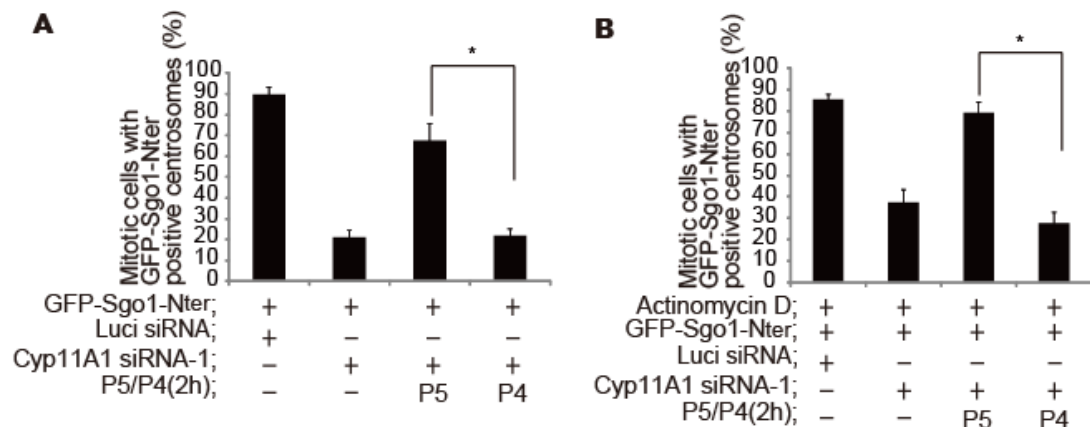 A
Mitotic cells with
GFP-Sgo1-Nter
positive centrosomes (%)
100
90
80
70
60
50
40
30
20
10
0
*
GFP-Sgo1-Nter; + + + +
Luci siRNA; + – – –
Cyp11A1 siRNA-1; – + + +
P5/P4(2h); – – P5 P4
B
Mitotic cells with
GFP-Sgo1-Nter
positive centrosomes (%)
100
90
80
70
60
50
40
30
20
10
0
*
Actinomycin D; + + + +
GFP-Sgo1-Nter; + + + +
Luci siRNA; + – – –
Cyp11A1 siRNA-1; – + + +
P5/P4(2h); – – P5 P4